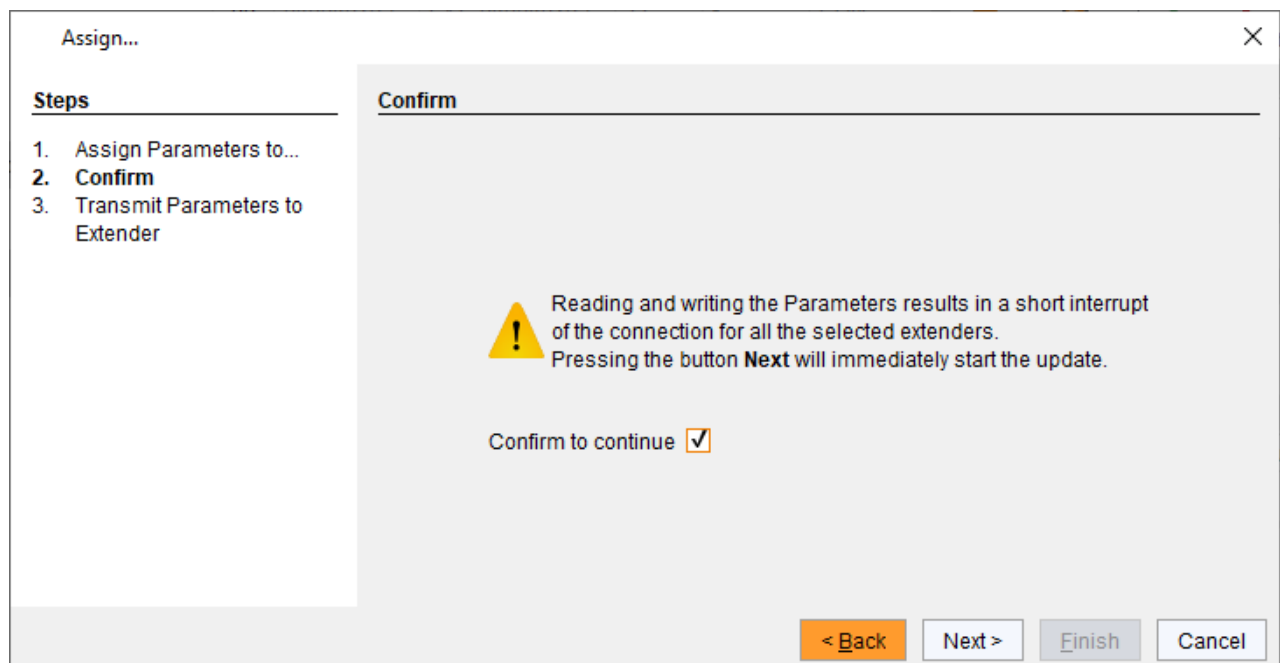 Assign...
Steps
1. Assign Parameters to...
2. Confirm
3. Transmit Parameters to
Extender
Confirm
Reading and writing the Parameters results in a short interrupt
of the connection for all the selected extenders.
Pressing the button Next will immediately start the update.
Confirm to continue
< Back
Next >
Finish
Cancel